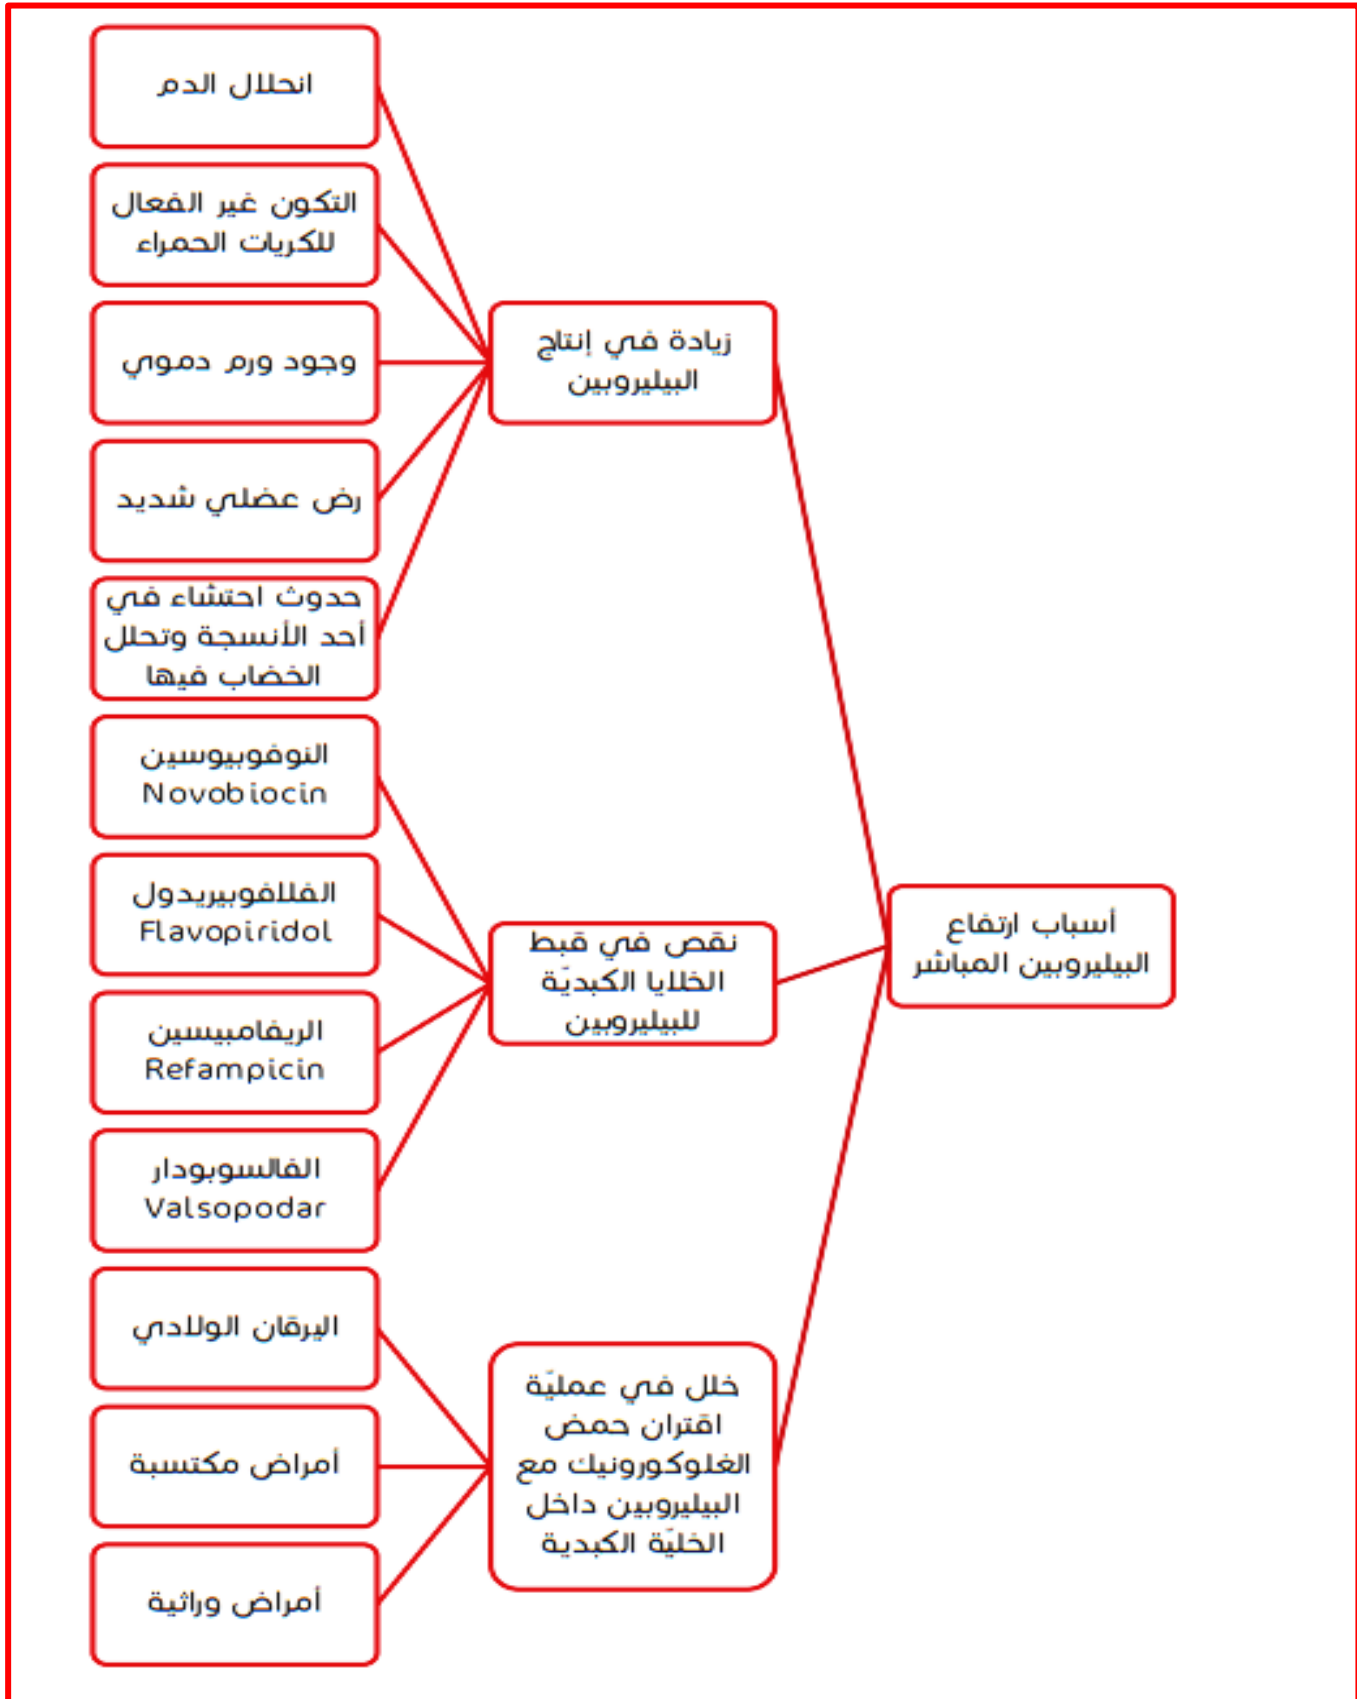 أسباب ارتفاع
البيليروبين المباشر
زيادة في إنتاج
البيليروبين
انحلال الدم
التكون غير الفعال
للكريات الحمراء
وجود ورم دموي
رض عضلي شديد
حدوث احتشاء في
أحد الأنسجة وتحلل
الخضاب فيها
نقص في قبط
الخلايا الكبديّة
للبيليروبين
النوفوبيوسين
Novobiocin
الفلافوبيريدول
Flavopiridol
الريفامبيسين
Refampicin
الفالسوبودار
Valsopodar
خلل في عمليّة
اقتران حمض
الغلوكورونيك مع
البيليروبين داخل
الخليّة الكبدية
اليرقان الولادي
أمراض مكتسبة
أمراض وراثية